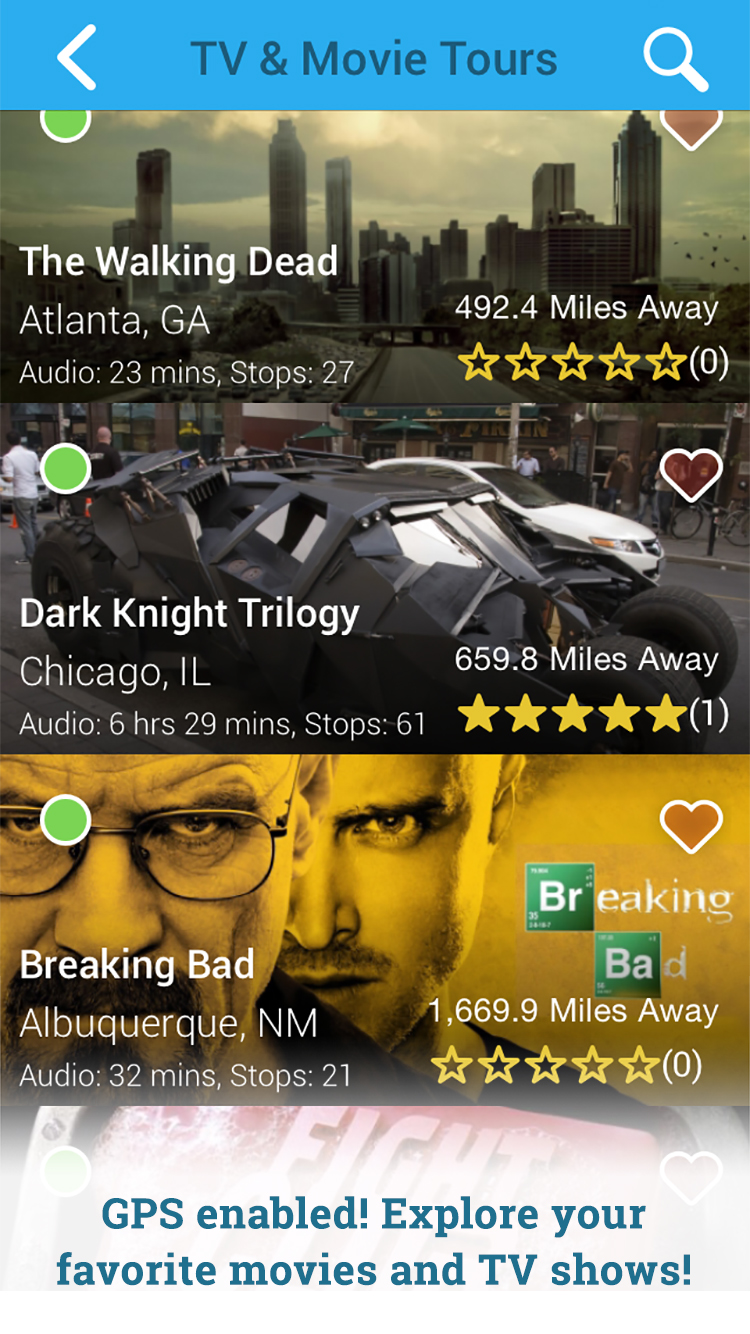 TV & Movie Tours
The Walking Dead
Atlanta, GA
492.4 Miles Away
Audio: 23 mins, Stops: 27
(0)
Dark Knight Trilogy
Chicago, IL
659.8 Miles Away
Audio: 6 hrs 29 mins, Stops: 61
(1)
Breaking
Bad
Breaking Bad
Albuquerque, NM
1,669.9 Miles Away
Audio: 32 mins, Stops: 21
(0)
FIGHT
GPS enabled! Explore your
favorite movies and TV shows!